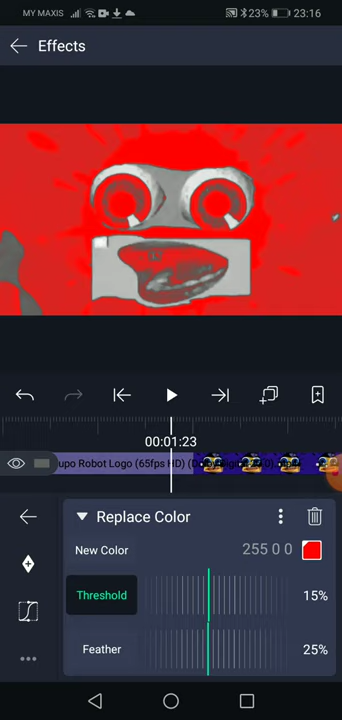 MY MAXIS 23% 23:16
Effects
00:01:23
upo Robot Logo (65fps HD)
Replace Color
New Color 255 0 0
Threshold 15%
Feather 25%